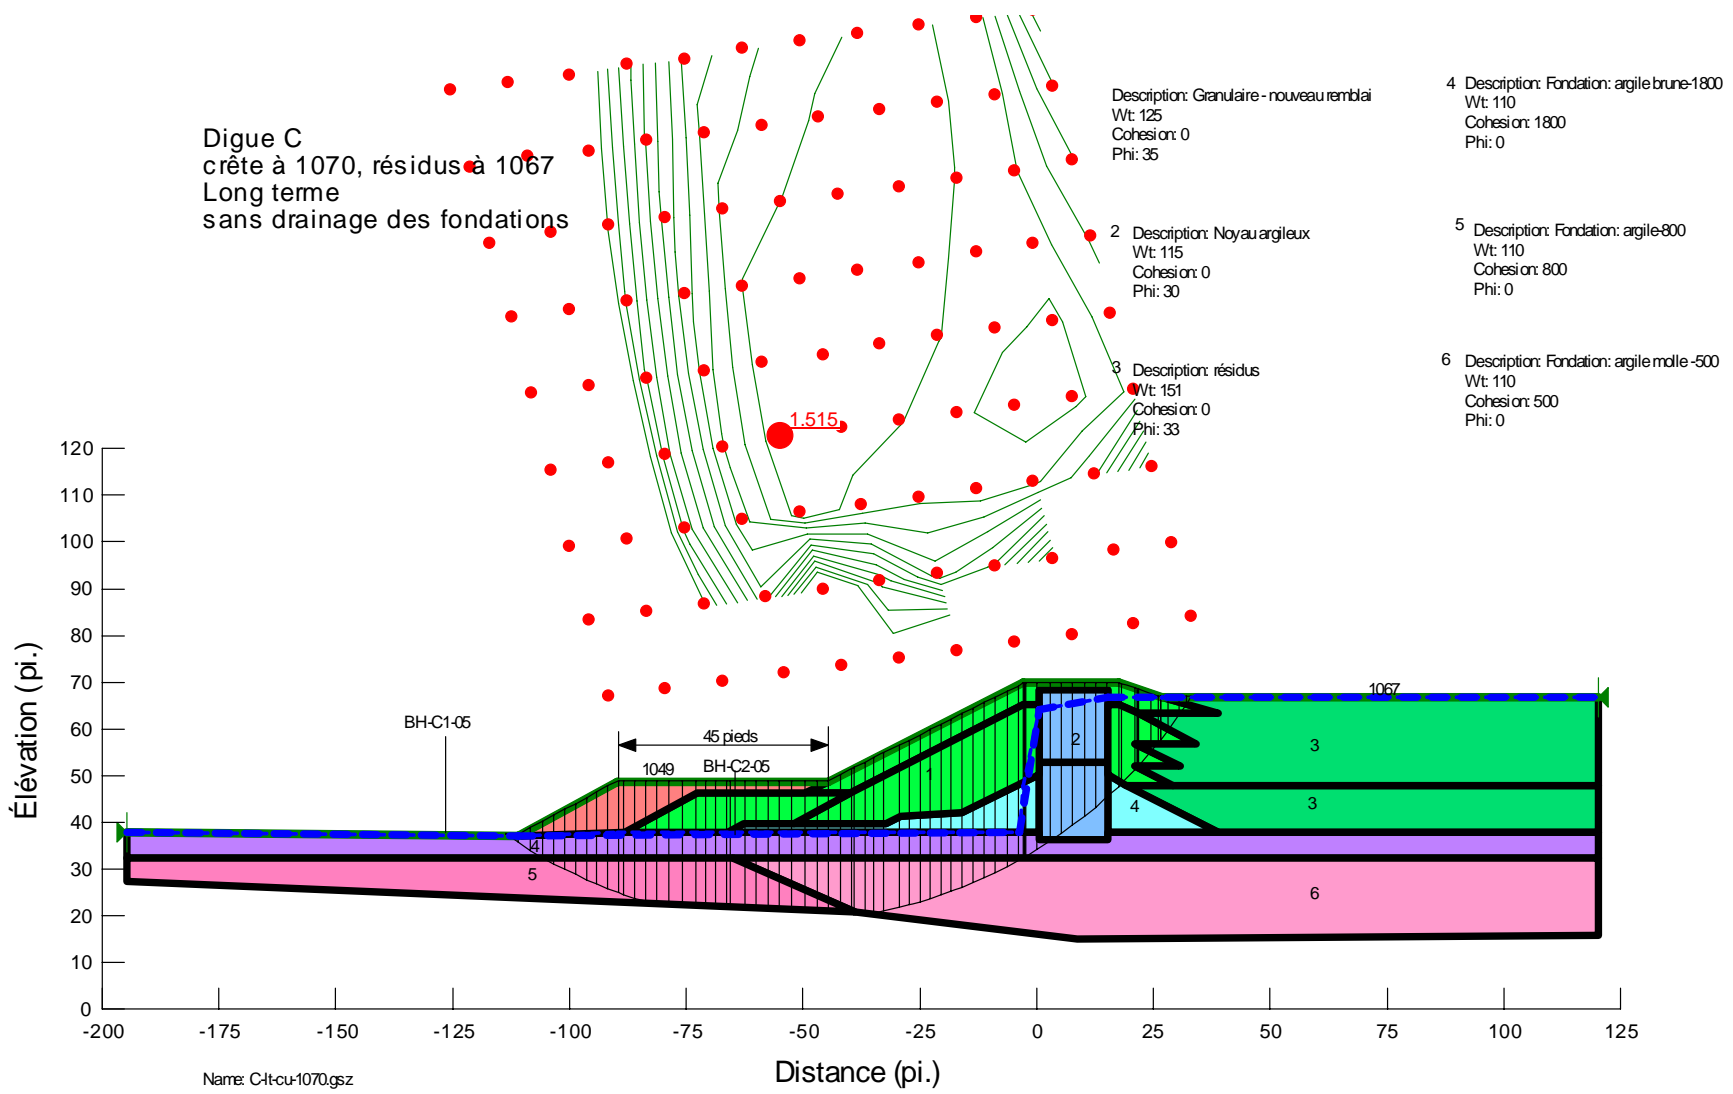 Digue C
crête à 1070, résidus à 1067
Long terme
sans drainage des fondations
Description: Granulaire - nouveau remblai
Wt: 125
Cohesion: 0
Phi: 35
4 Description: Fondation: argile brune-1800
Wt: 110
Cohesion: 1800
Phi: 0
2 Description: Noyau argileux
Wt: 115
Cohesion: 0
Phi: 30
5 Description: Fondation: argile-800
Wt: 110
Cohesion: 800
Phi: 0
3 Description: résidus
Wt: 151
Cohesion: 0
Phi: 33
6 Description: Fondation: argile molle -500
Wt: 110
Cohesion: 500
Phi: 0
1.515
Élévation (pi.)
120
110
100
90
80
70
60
50
40
30
20
10
0
BH-C1-05
45 pieds
1049
BH-C2-05
1067
1
2
3
3
4
4
5
6
-200 -175 -150 -125 -100 -75 -50 -25 0 25 50 75 100 125
Distance (pi.)
Name: C-lt-cu-1070.gsz